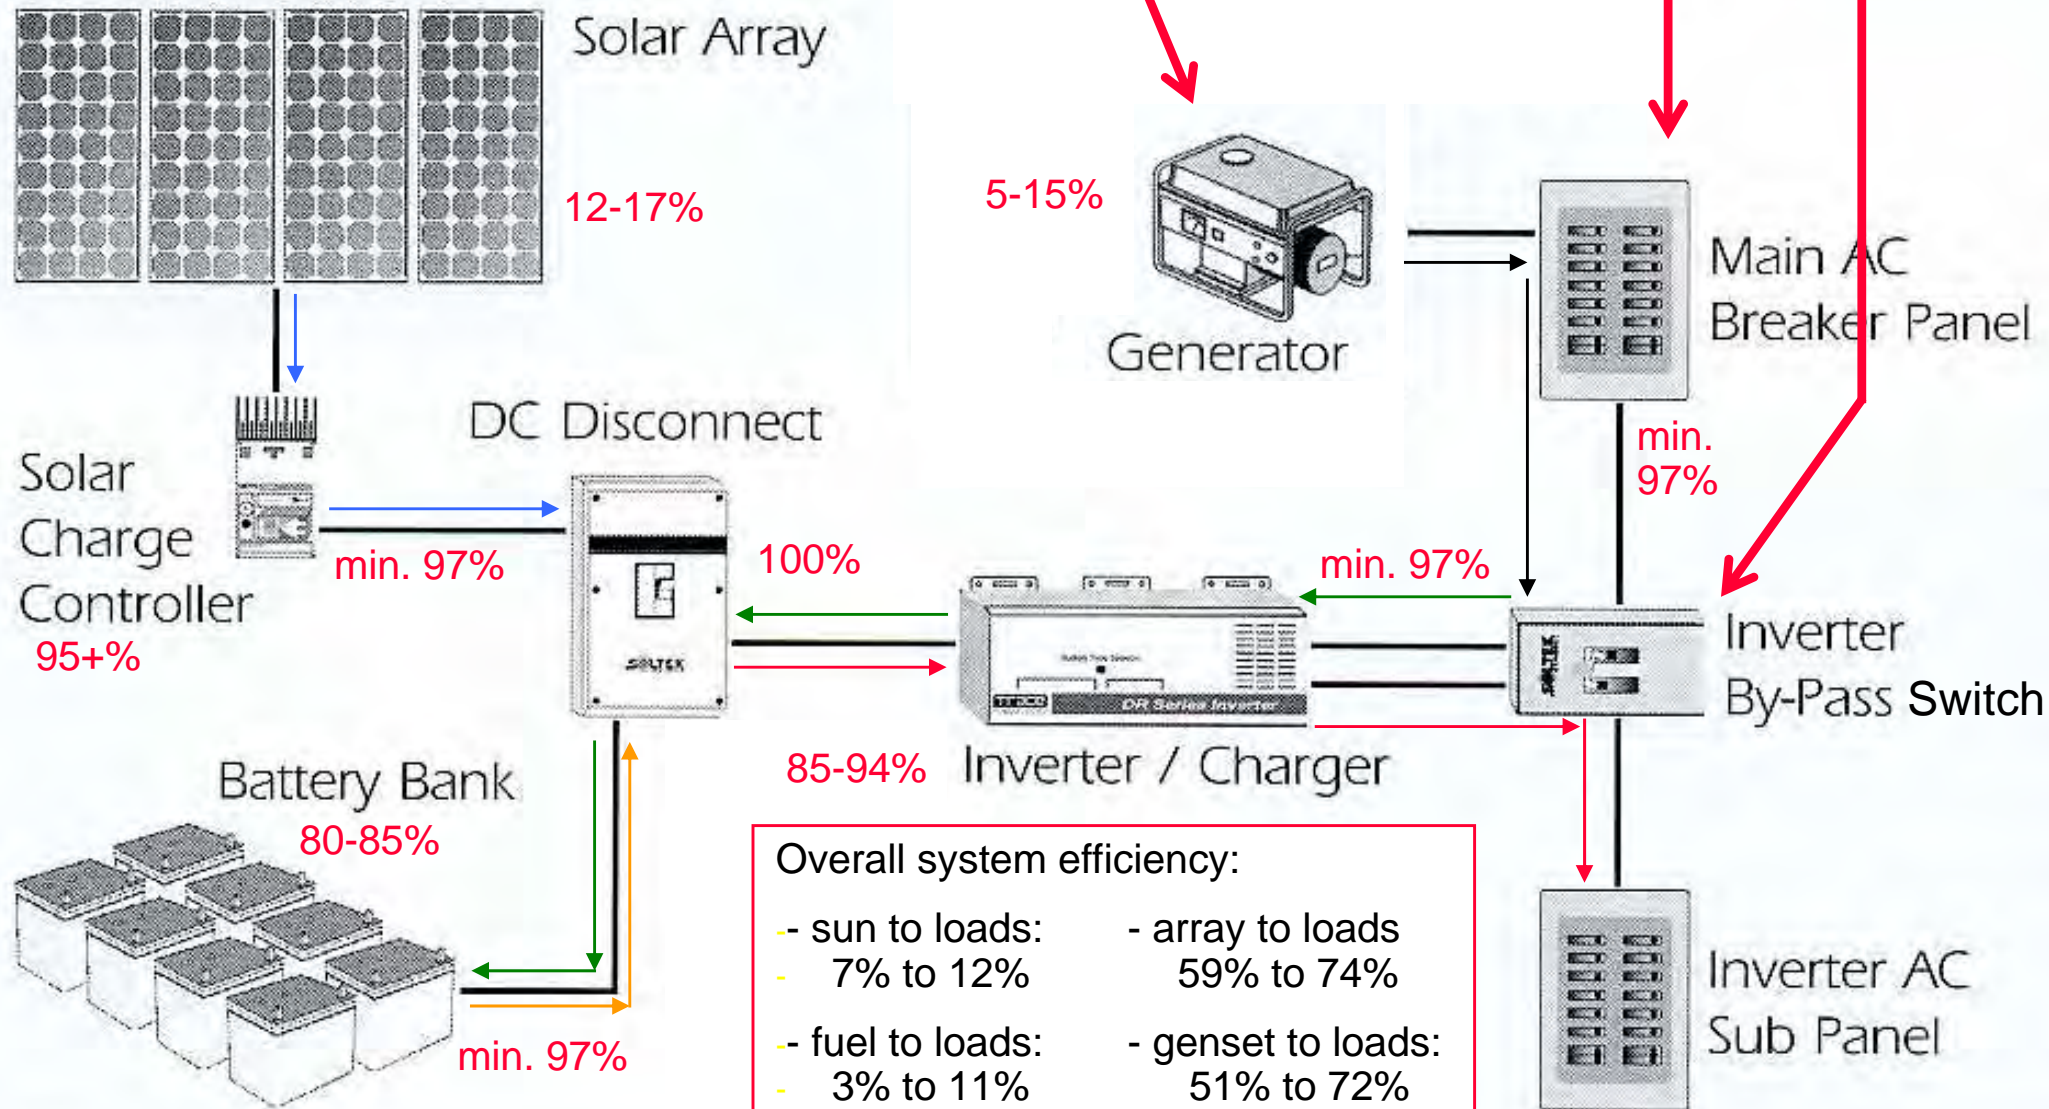 Solar Array
12-17%
5-15%
Generator
Main AC
Breaker Panel
min.
97%
DC Disconnect
Solar
Charge
Controller
95+%
min. 97%
100%
min. 97%
SOLTEK
DR Series Inverter
SOLTEK
Inverter
By-Pass Switch
85-94%
Inverter / Charger
Battery Bank
80-85%
min. 97%
Overall system efficiency:
- sun to loads:
7% to 12%
- array to loads
59% to 74%
- fuel to loads:
3% to 11%
- genset to loads:
51% to 72%
Inverter AC
Sub Panel